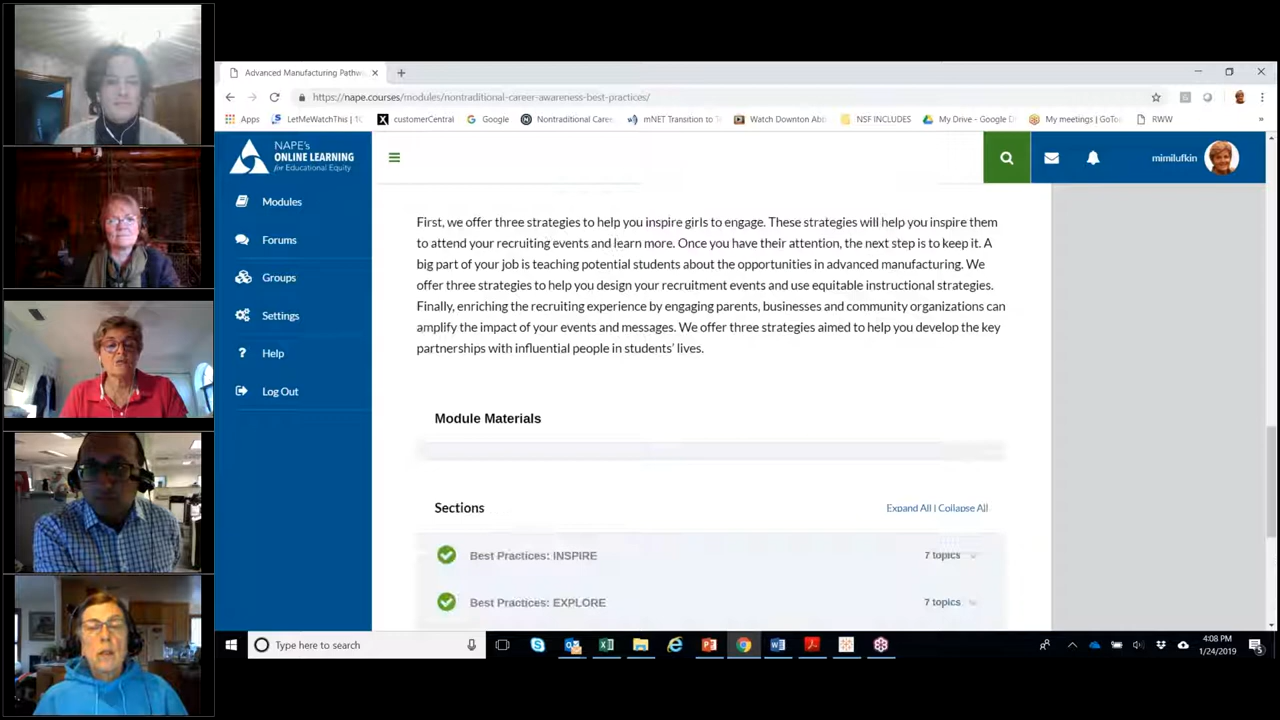 Advanced Manufacturing Pathw
https://nape.courses/modules/nontraditional-career-awareness-best-practices/
Apps
LetMeWatchThis | 1C
customerCentral
Google
Nontraditional Caree
mNET Transition to T
Watch Downton Abb
NSF INCLUDES
My Drive - Google D
My meetings | GoTo
RWW
»
NAPE's
ONLINE LEARNING
for Educational Equity
mimilufkin
Modules
Forums
Groups
Settings
? Help
Log Out
First, we offer three strategies to help you inspire girls to engage. These strategies will help you inspire them
to attend your recruiting events and learn more. Once you have their attention, the next step is to keep it. A
big part of your job is teaching potential students about the opportunities in advanced manufacturing. We
offer three strategies to help you design your recruitment events and use equitable instructional strategies.
Finally, enriching the recruiting experience by engaging parents, businesses and community organizations can
amplify the impact of your events and messages. We offer three strategies aimed to help you develop the key
partnerships with influential people in students' lives.
Module Materials
Sections
Expand All | Collapse All
Best Practices: INSPIRE
7 topics
Best Practices: EXPLORE
7 topics
Type here to search
4:08 PM
1/24/2019